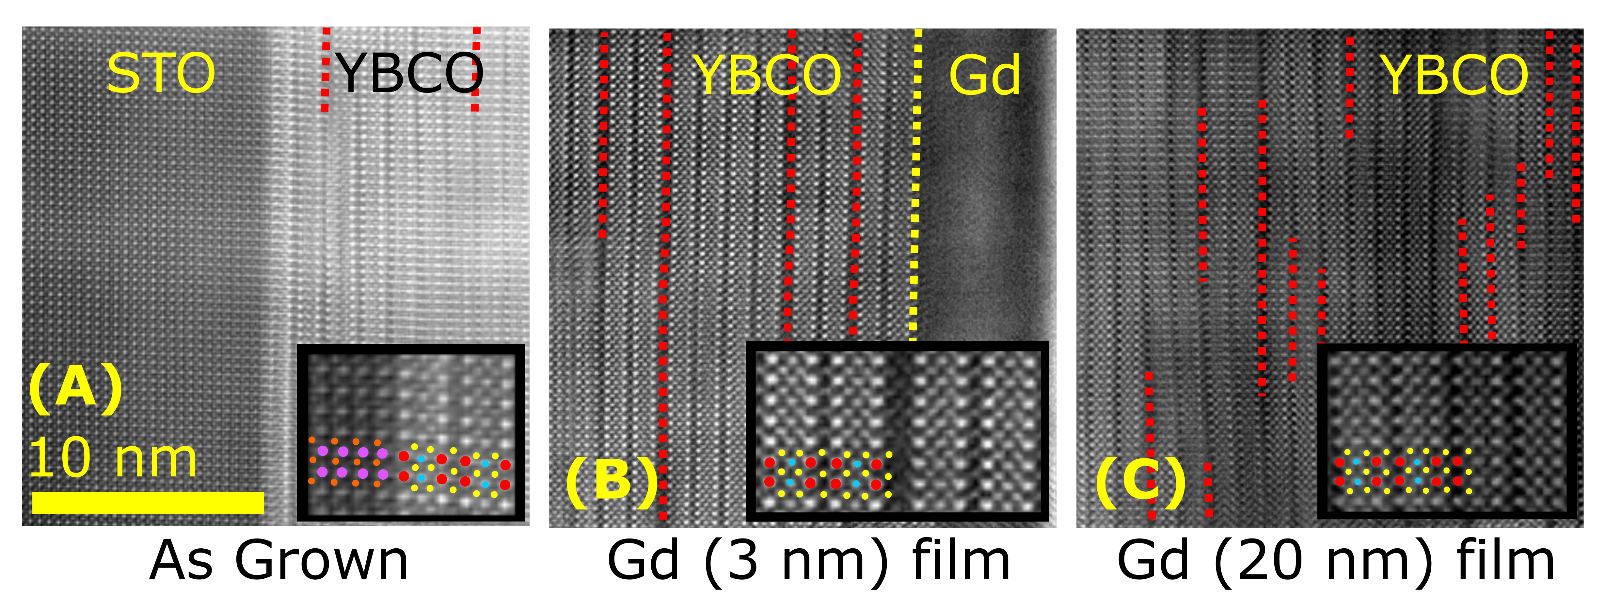 STO
YBCO
(A)
10 nm
As Grown
YBCO
Gd
(B)
Gd (3 nm) film
YBCO
(C)
Gd (20 nm) film